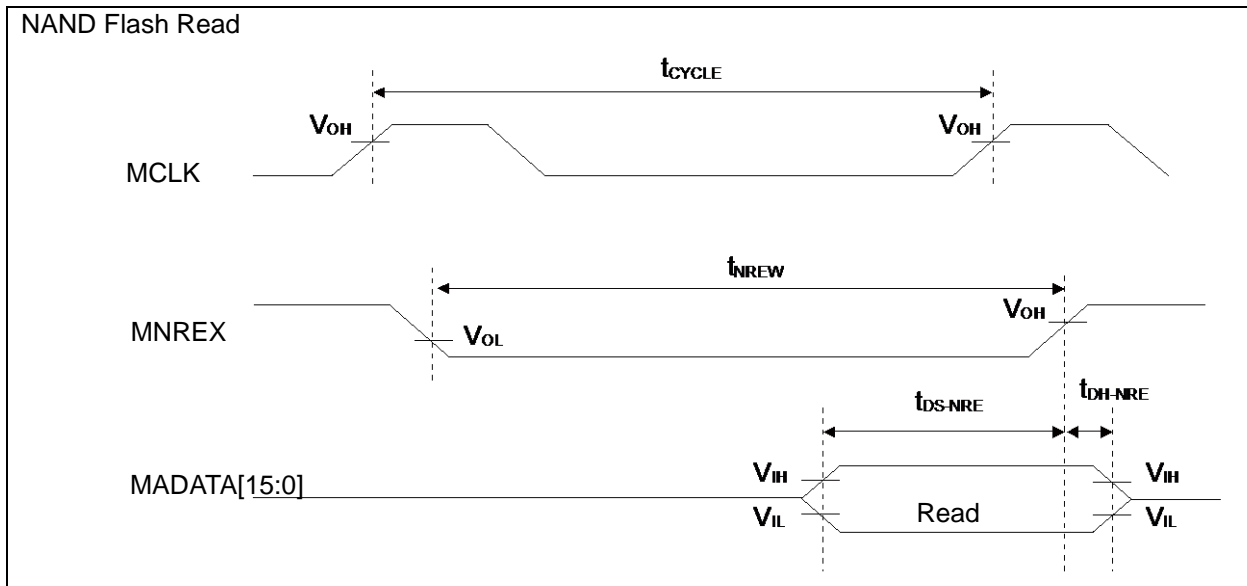 NAND Flash Read
tCYCLE
VOH
VOH
MCLK
tNREW
VOH
MNREX
VOL
tDS-NRE
tDH-NRE
VIH
VIH
MADATA[15:0]
VIL
Read
VIL